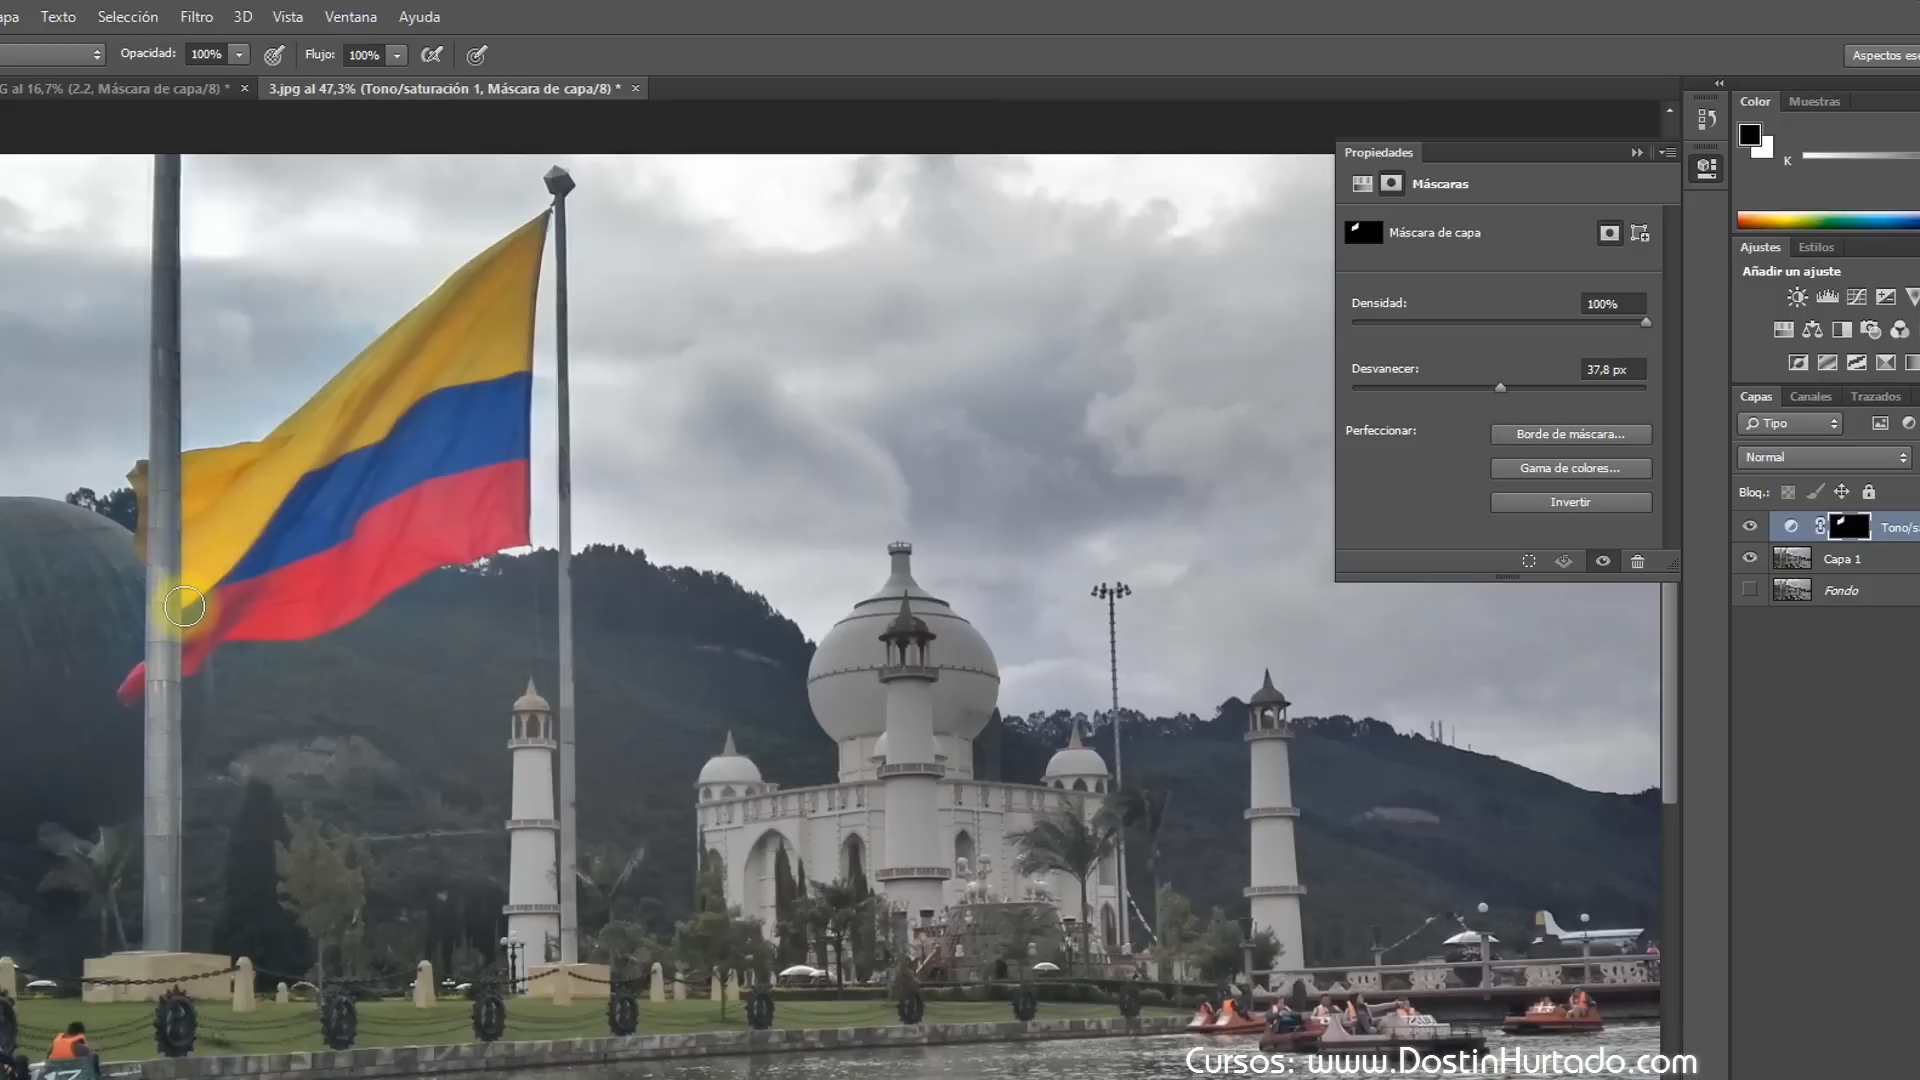 apa Texto Selección Filtro 3D Vista Ventana Ayuda
Opacidad: 100% Flujo: 100%
Aspectos ese
G al 16,7% (2.2, Máscara de capa/8) * × 3.jpg al 47,3% (Tono/saturación 1, Máscara de capa/8) * ×
Color Muestras
K
Propiedades
Máscaras
Máscara de capa
Densidad: 100%
Desvanecer: 37,8 px
Perfeccionar: Borde de máscara...
Gama de colores...
Invertir
Ajustes Estilos
Añadir un ajuste
Capas Canales Trazados
Tipo
Normal
Bloq.:
Tono/sa
Capa 1
Fondo
Cursos: www.DostinHurtado.com